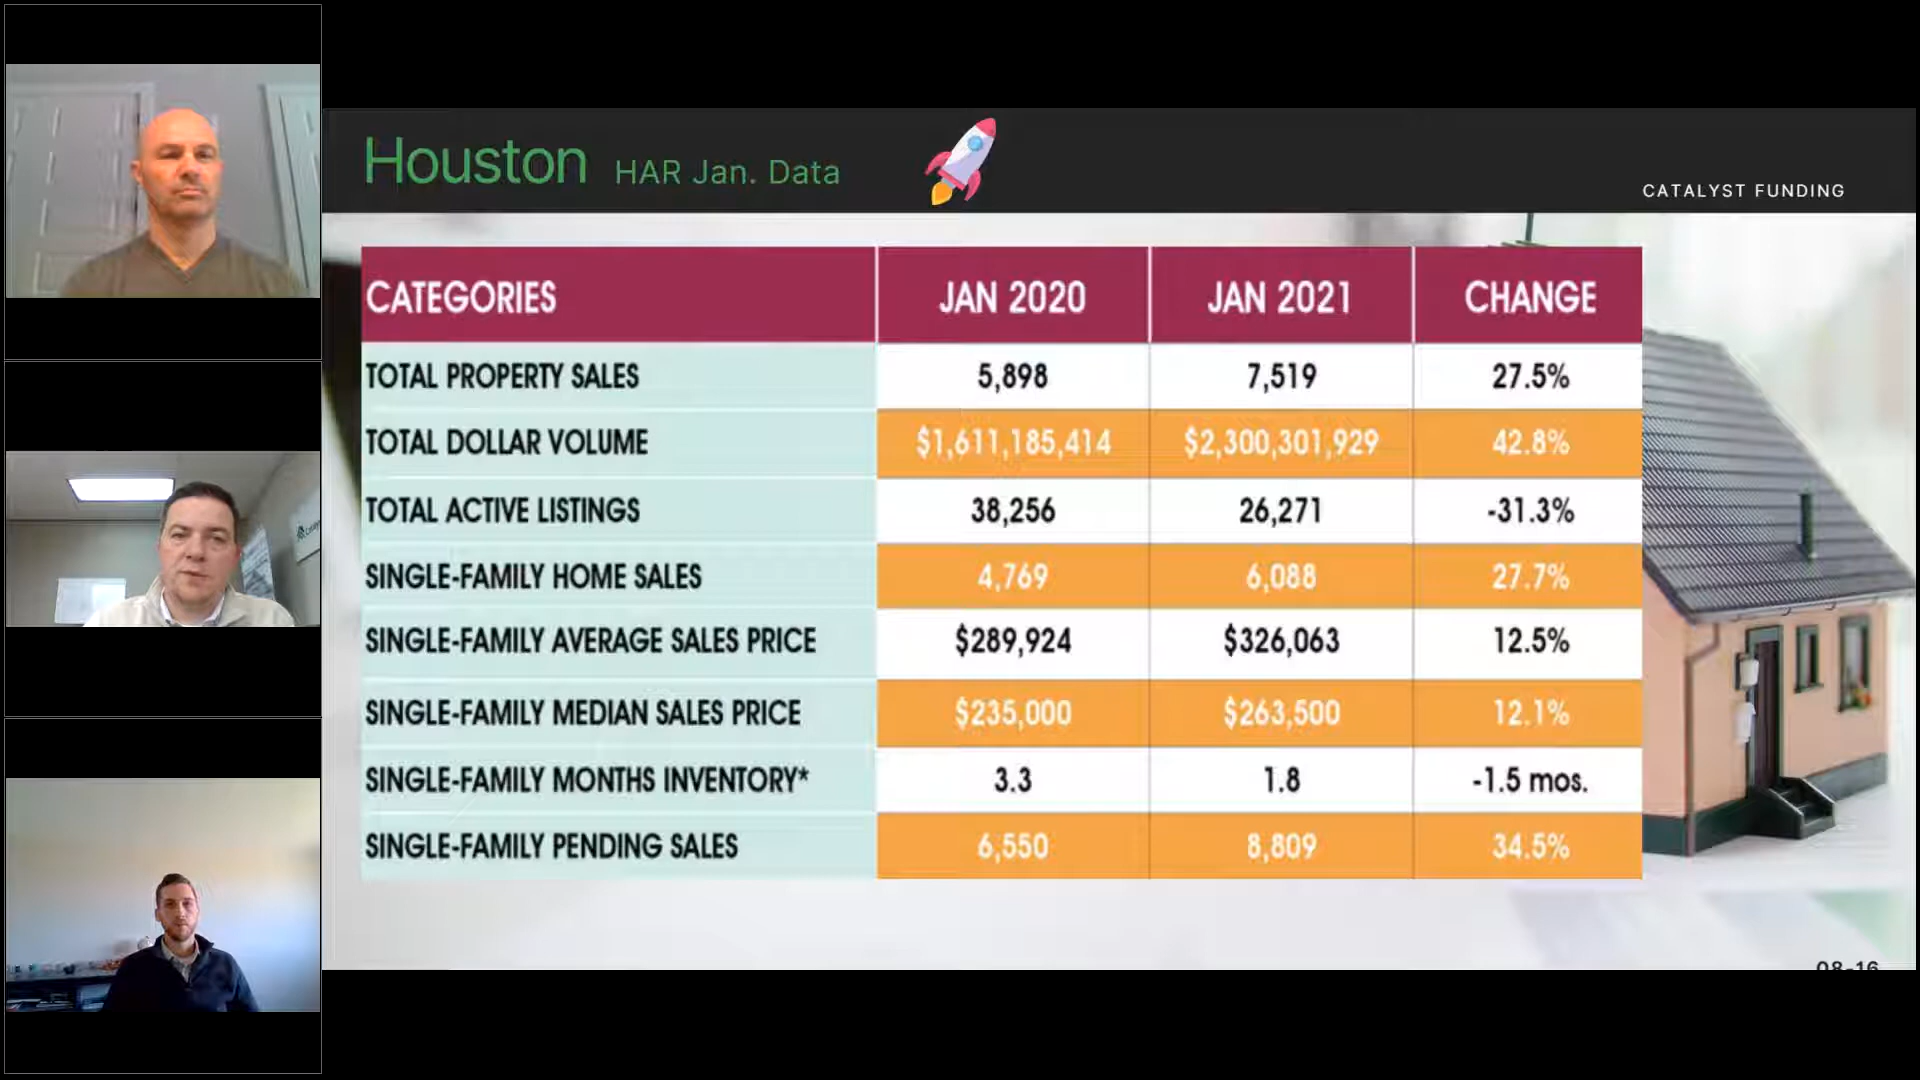 Houston HAR Jan. Data
CATALYST FUNDING
CATEGORIES JAN 2020 JAN 2021 CHANGE
TOTAL PROPERTY SALES 5,898 7,519 27.5%
TOTAL DOLLAR VOLUME $1,611,185,414 $2,300,301,929 42.8%
TOTAL ACTIVE LISTINGS 38,256 26,271 -31.3%
SINGLE-FAMILY HOME SALES 4,769 6,088 27.7%
SINGLE-FAMILY AVERAGE SALES PRICE $289,924 $326,063 12.5%
SINGLE-FAMILY MEDIAN SALES PRICE $235,000 $263,500 12.1%
SINGLE-FAMILY MONTHS INVENTORY* 3.3 1.8 -1.5 mos.
SINGLE-FAMILY PENDING SALES 6,550 8,809 34.5%